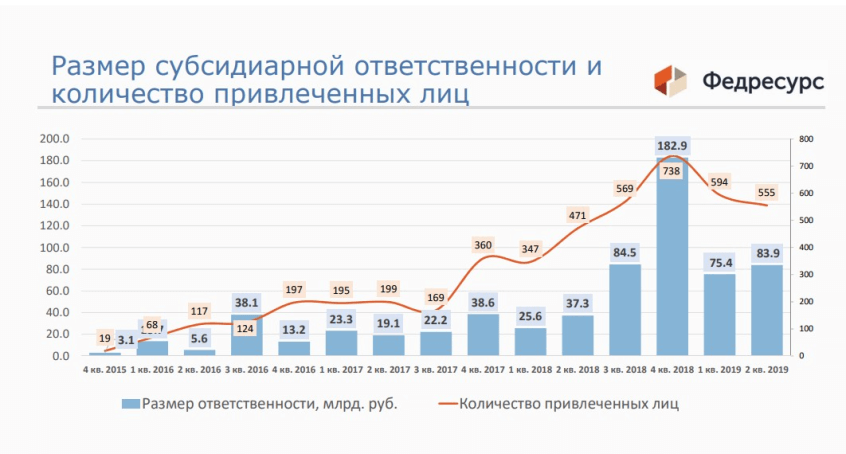 Размер субсидиарной ответственности и
количество привлеченных лиц
Федресурс
200.0
180.0
160.0
140.0
120.0
100.0
80.0
60.0
40.0
20.0
0.0
800
700
600
500
400
300
200
100
0
19 68 117 124 197 195 199 169 360 347 471 569 738 594 555
3.1 5.6 38.1 13.2 23.3 19.1 22.2 38.6 25.6 37.3 84.5 182.9 75.4 83.9
4 кв. 2015 1 кв. 2016 2 кв. 2016 3 кв. 2016 4 кв. 2016 1 кв. 2017 2 кв. 2017 3 кв. 2017 4 кв. 2017 1 кв. 2018 2 кв. 2018 3 кв. 2018 4 кв. 2018 1 кв. 2019 2 кв. 2019
Размер ответственности, млрд. руб. Количество привлеченных лиц